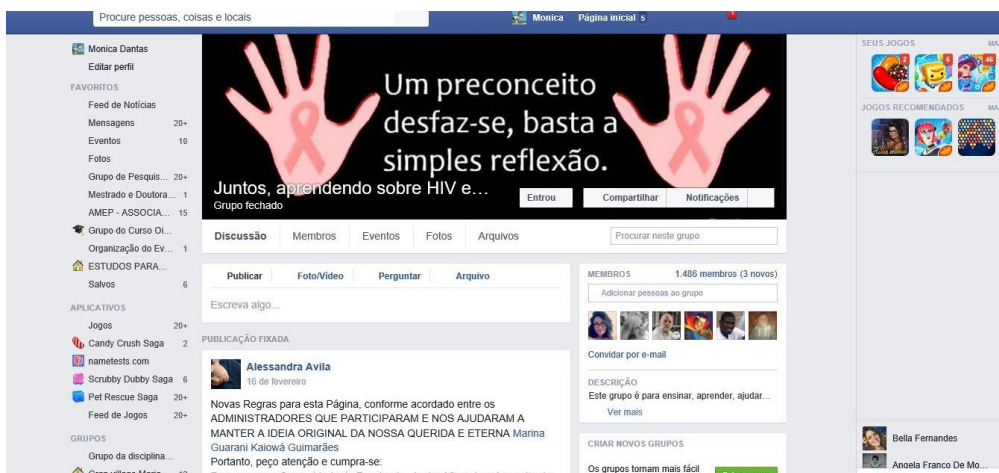 Procure pessoas, coisas e locais
Monica
Página inicial 5
Monica Dantas
Editar perfil
FAVORITOS
Feed de Notícias
Mensagens 20+
Eventos 10
Fotos
Grupo de Pesquis... 20+
Mestrado e Doutora... 1
AMEP - ASSOCIA... 15
Grupo do Curso Oi...
Organização do Ev... 1
ESTUDOS PARA...
Salvos 6
APLICATIVOS
Jogos 20+
Candy Crush Saga 2
nametests.com
Scrubby Dubby Saga 6
Pet Rescue Saga 20+
Feed de Jogos 20+
GRUPOS
Grupo da disciplina...
Um preconceito
desfaz-se, basta a
simples reflexão.
Juntos, aprendendo sobre HIV e...
Grupo fechado
Entrou
Compartilhar
Notificações
Discussão
Membros
Eventos
Fotos
Arquivos
Procurar neste grupo
Publicar
Foto/Vídeo
Perguntar
Arquivo
Escreva algo...
PUBLICAÇÃO FIXADA
Alessandra Avila
16 de fevereiro
Novas Regras para esta Página, conforme acordado entre os
ADMINISTRADORES QUE PARTICIPARAM E NOS AJUDARAM A
MANTER A IDEIA ORIGINAL DA NOSSA QUERIDA E ETERNA Marina
Guarani Kaiowá Guimarães
Portanto, peço atenção e cumpra-se:
MEMBROS
1.486 membros (3 novos)
Adicionar pessoas ao grupo
Convidar por e-mail
DESCRIÇÃO
Este grupo é para ensinar, aprender, ajudar...
Ver mais
CRIAR NOVOS GRUPOS
Os grupos tornam mais fácil
SEUS JOGOS
MA
2
6
46
JOGOS RECOMENDADOS
MA
Bella Fernandes
Angela Franco De Mo...